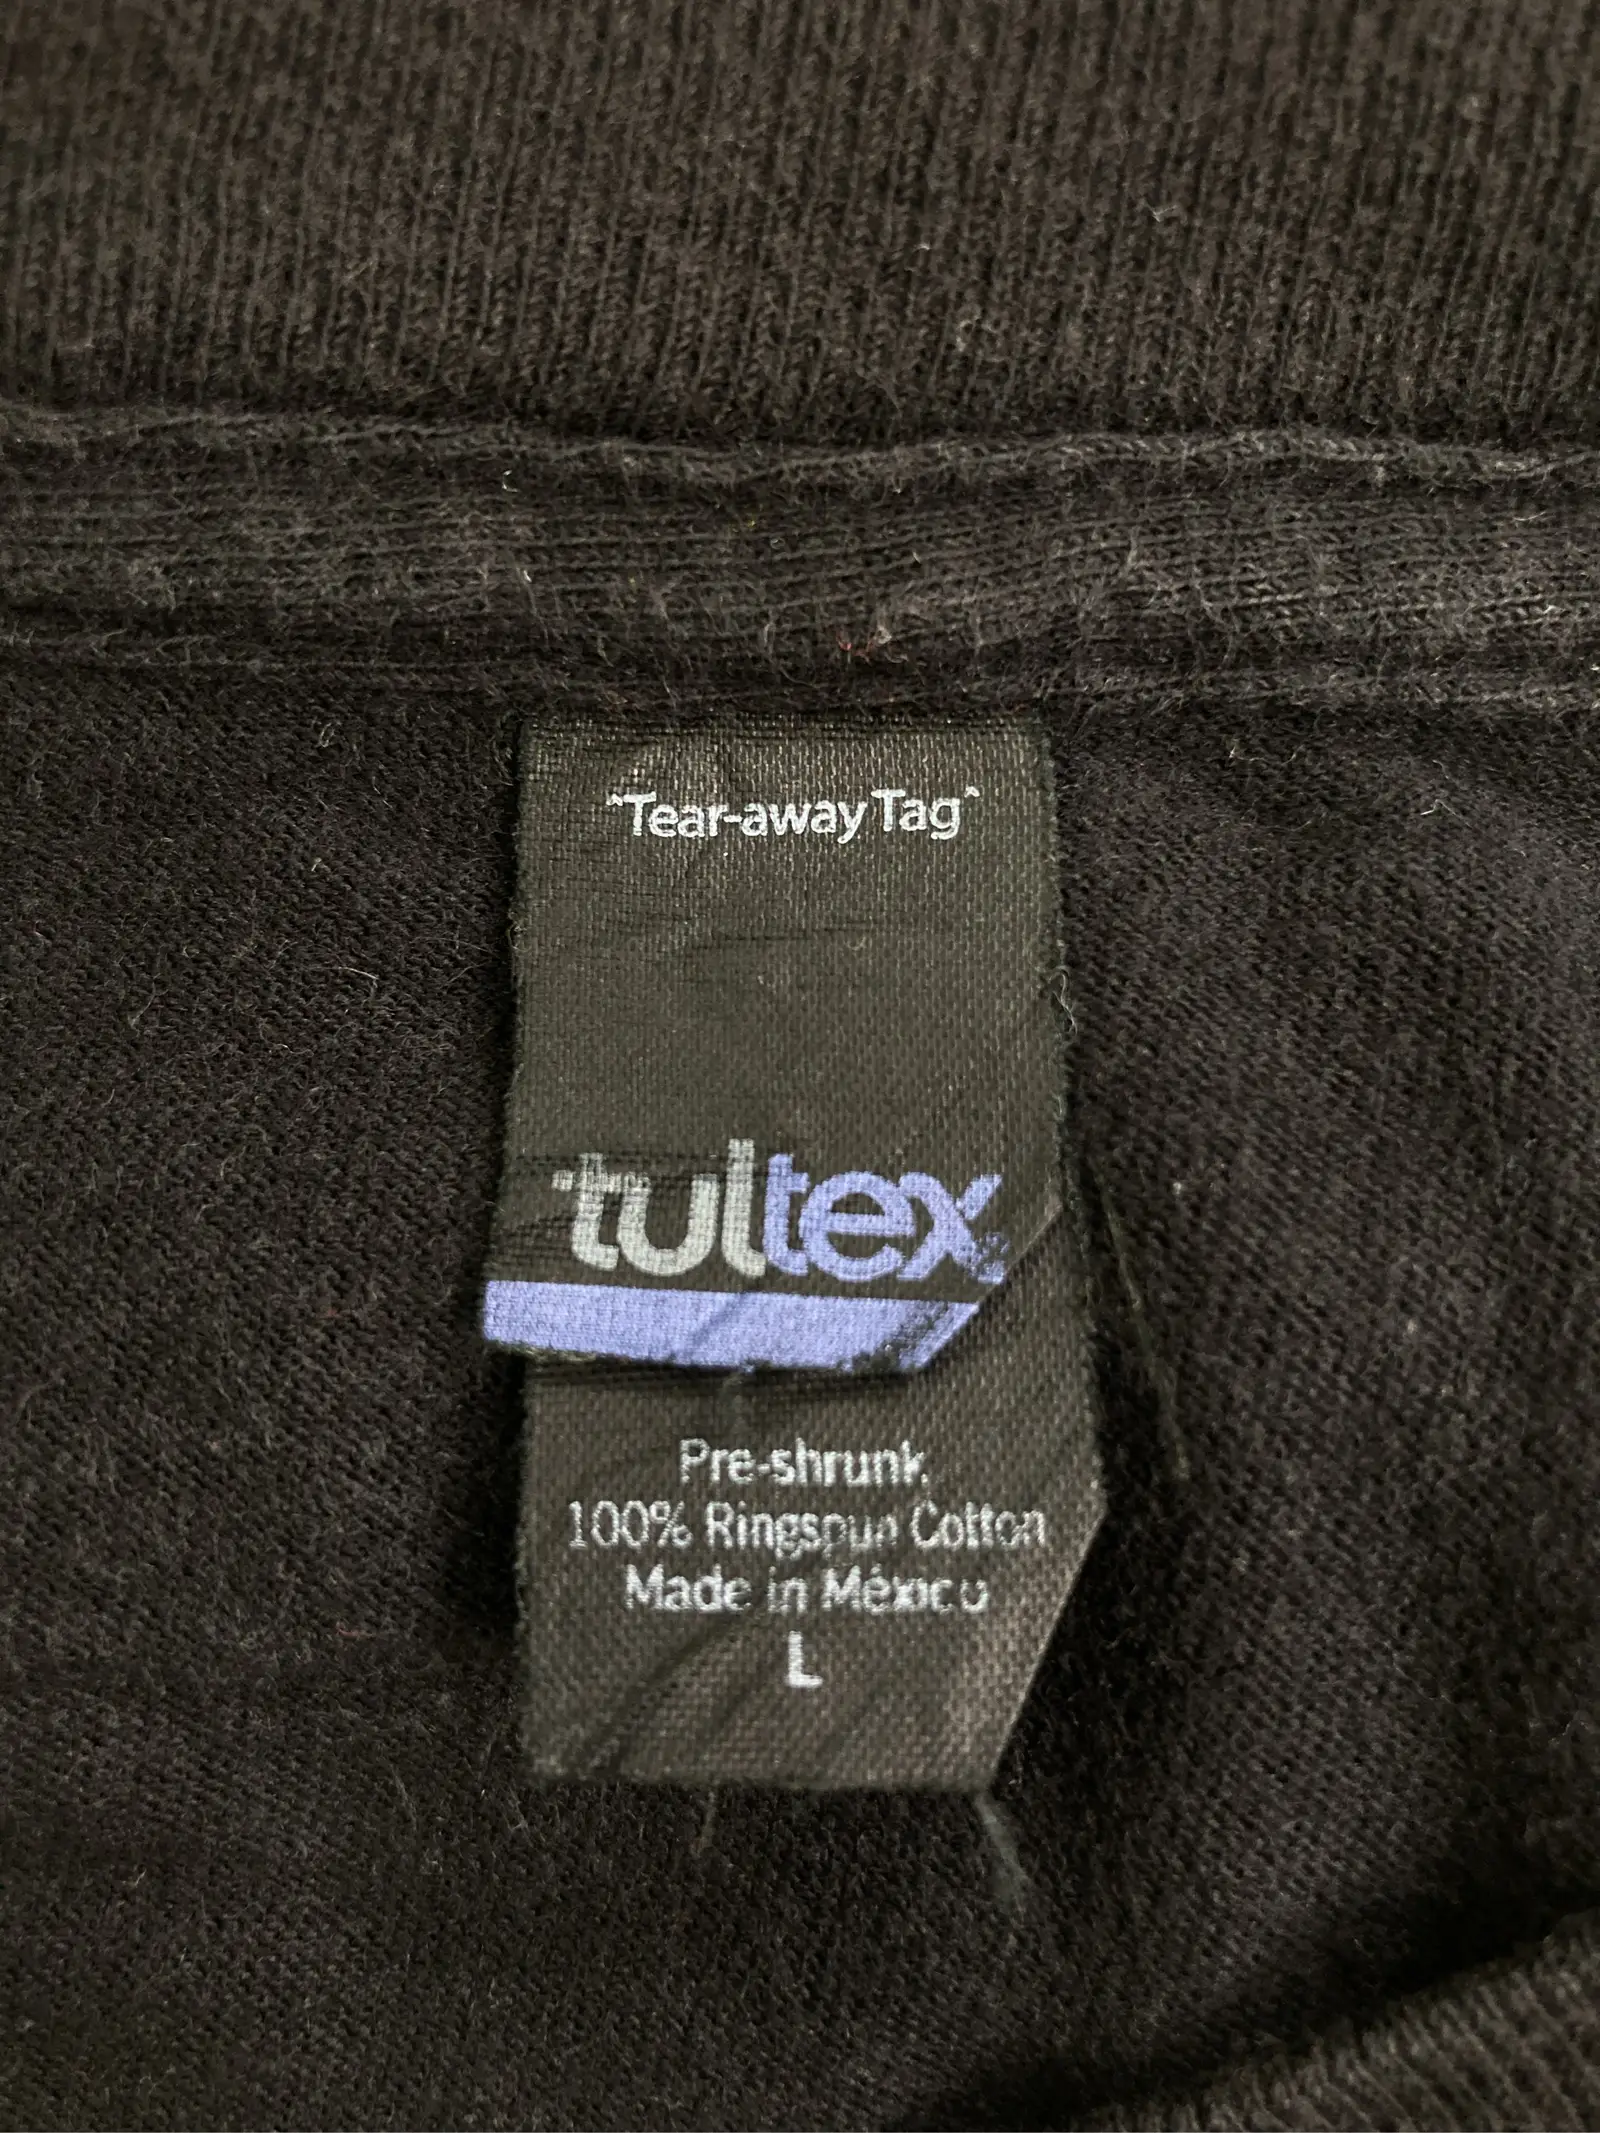 "Tear-away Tag"
tultex
Pre-shrunk
100% Ringspun Cotton
Made in México
L